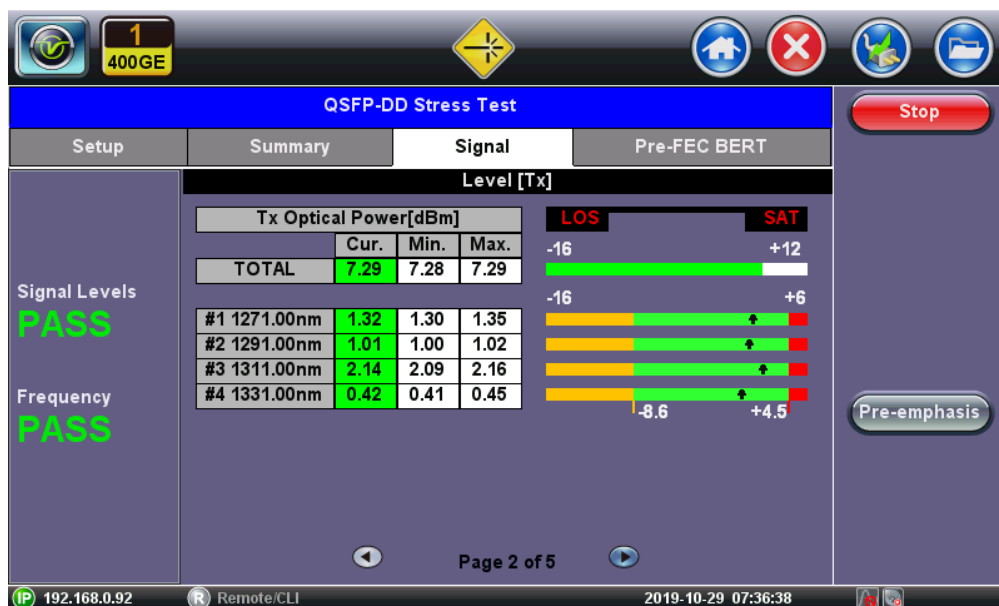 1
400GE
QSFP-DD Stress Test
Stop
Setup Summary Signal Pre-FEC BERT
Level [Tx]
Tx Optical Power[dBm] LOS SAT
Cur. Min. Max. -16 +12
TOTAL 7.29 7.28 7.29
Signal Levels
PASS
-16 +6
#1 1271.00nm 1.32 1.30 1.35
#2 1291.00nm 1.01 1.00 1.02
#3 1311.00nm 2.14 2.09 2.16
#4 1331.00nm 0.42 0.41 0.45
-8.6 +4.5
Frequency
PASS
Pre-emphasis
Page 2 of 5
IP 192.168.0.92 R Remote/CLI 2019-10-29 07:36:38